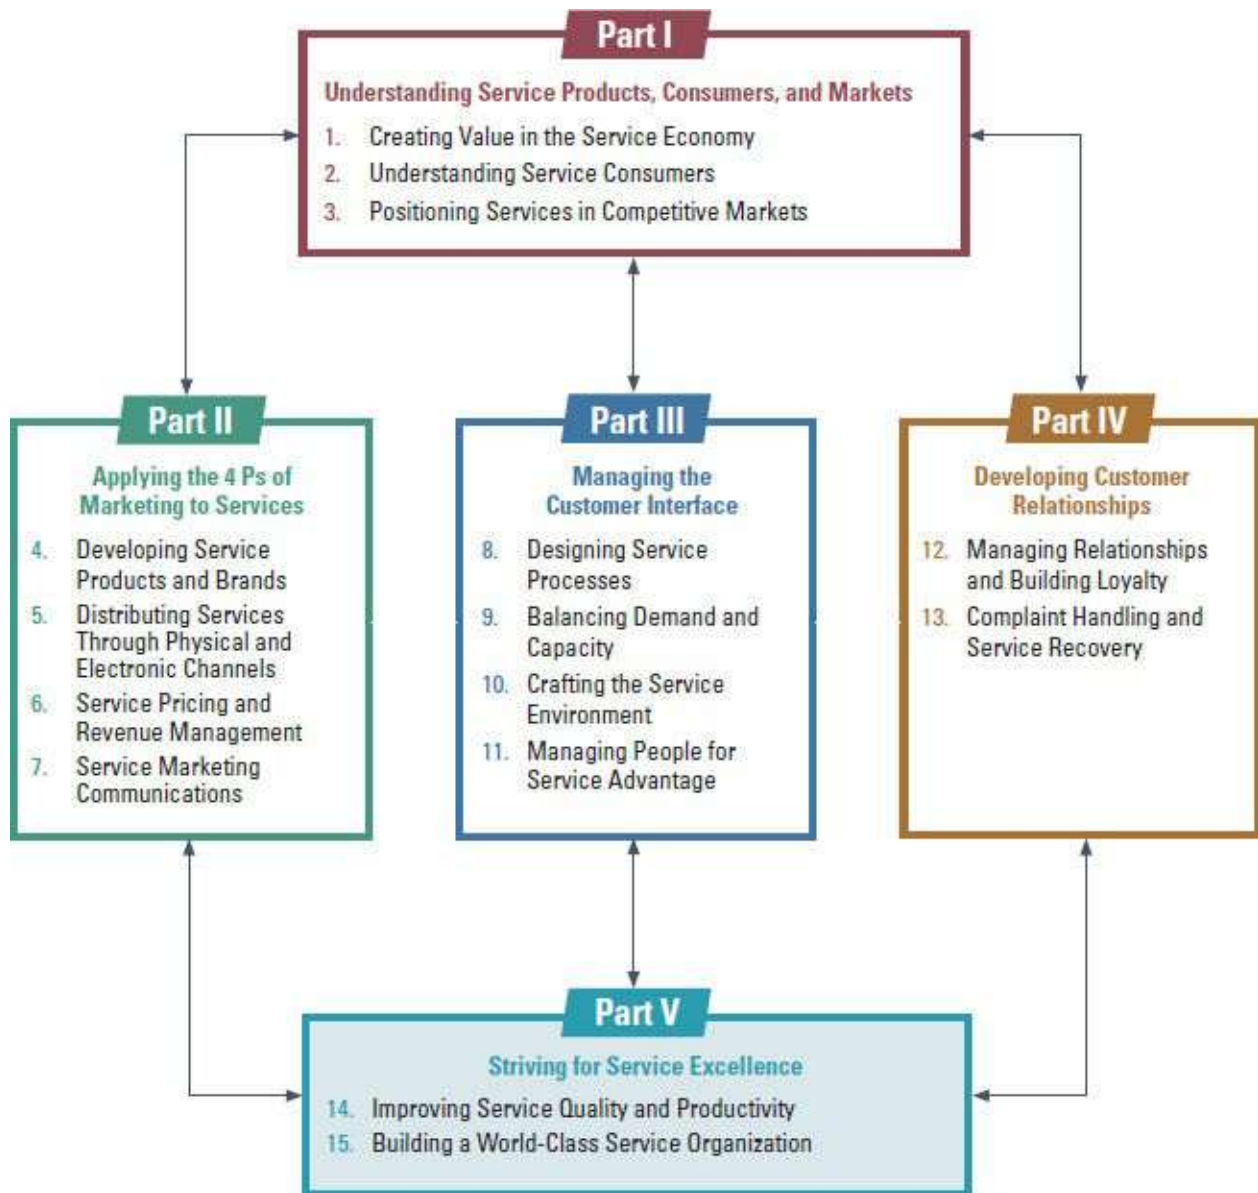 Part I
Understanding Service Products, Consumers, and Markets
1. Creating Value in the Service Economy
2. Understanding Service Consumers
3. Positioning Services in Competitive Markets
Part II
Applying the 4 Ps of
Marketing to Services
4. Developing Service
Products and Brands
5. Distributing Services
Through Physical and
Electronic Channels
6. Service Pricing and
Revenue Management
7. Service Marketing
Communications
Part III
Managing the
Customer Interface
8. Designing Service
Processes
9. Balancing Demand and
Capacity
10. Crafting the Service
Environment
11. Managing People for
Service Advantage
Part IV
Developing Customer
Relationships
12. Managing Relationships
and Building Loyalty
13. Complaint Handling and
Service Recovery
Part V
Striving for Service Excellence
14. Improving Service Quality and Productivity
15. Building a World-Class Service Organization